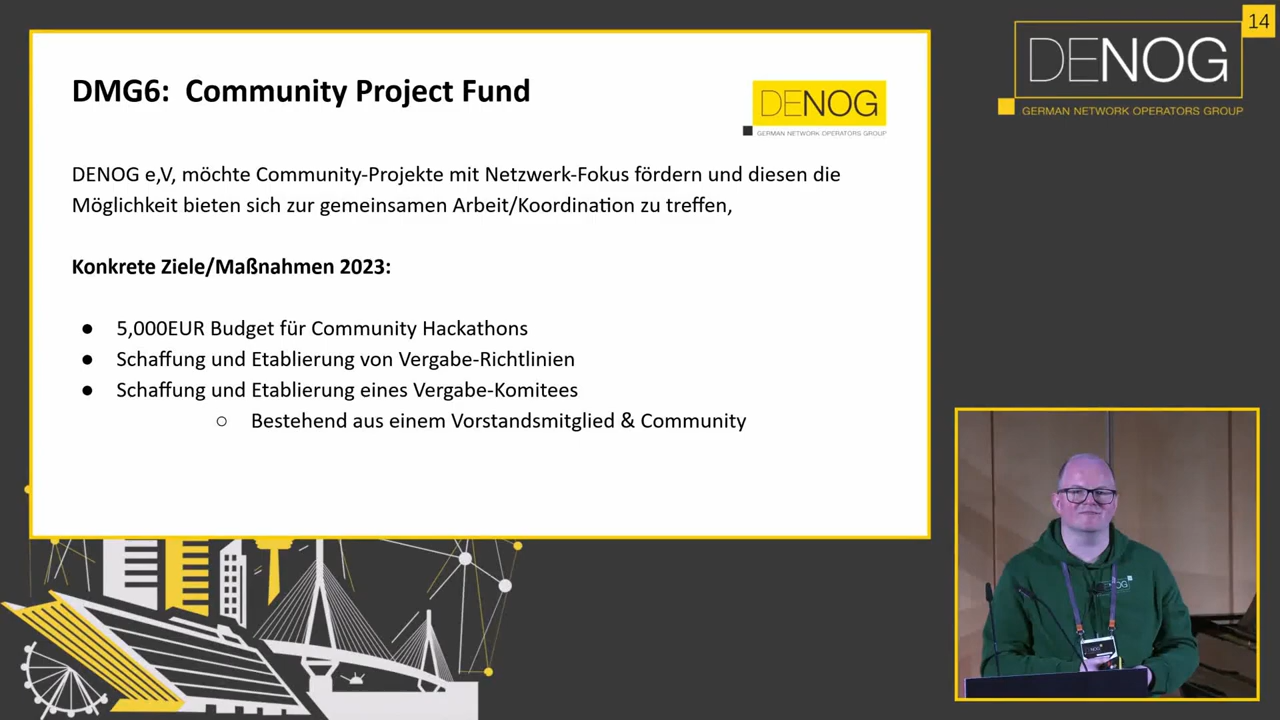 14
DENOG
GERMAN NETWORK OPERATORS GROUP
DMG6: Community Project Fund
DENOG
GERMAN NETWORK OPERATORS GROUP
DENOG e,V, möchte Community-Projekte mit Netzwerk-Fokus fördern und diesen die
Möglichkeit bieten sich zur gemeinsamen Arbeit/Koordination zu treffen,
Konkrete Ziele/Maßnahmen 2023:
● 5,000EUR Budget für Community Hackathons
● Schaffung und Etablierung von Vergabe-Richtlinien
● Schaffung und Etablierung eines Vergabe-Komitees
○ Bestehend aus einem Vorstandsmitglied & Community
DENOG
DENOG